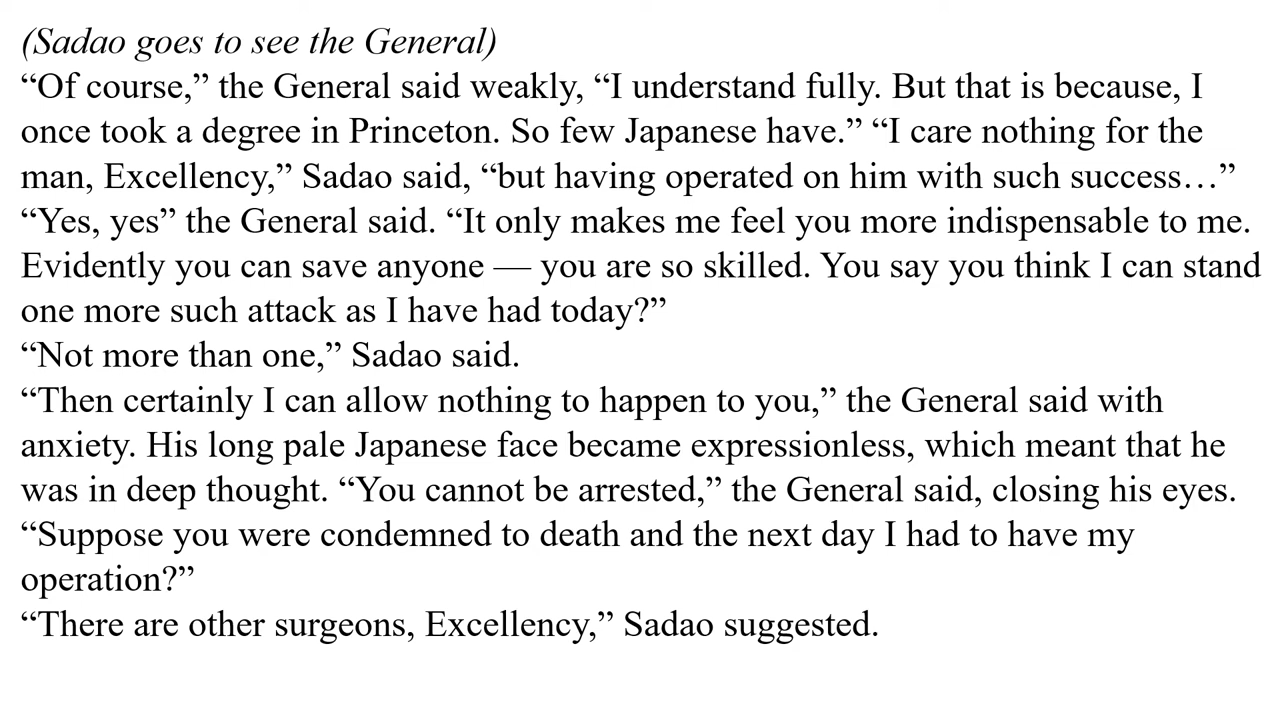 (Sadao goes to see the General)
“Of course,” the General said weakly, “I understand fully. But that is because, I
once took a degree in Princeton. So few Japanese have.” “I care nothing for the
man, Excellency,” Sadao said, “but having operated on him with such success…”
“Yes, yes” the General said. “It only makes me feel you more indispensable to me.
Evidently you can save anyone — you are so skilled. You say you think I can stand
one more such attack as I have had today?”
“Not more than one,” Sadao said.
“Then certainly I can allow nothing to happen to you,” the General said with
anxiety. His long pale Japanese face became expressionless, which meant that he
was in deep thought. “You cannot be arrested,” the General said, closing his eyes.
“Suppose you were condemned to death and the next day I had to have my
operation?”
“There are other surgeons, Excellency,” Sadao suggested.